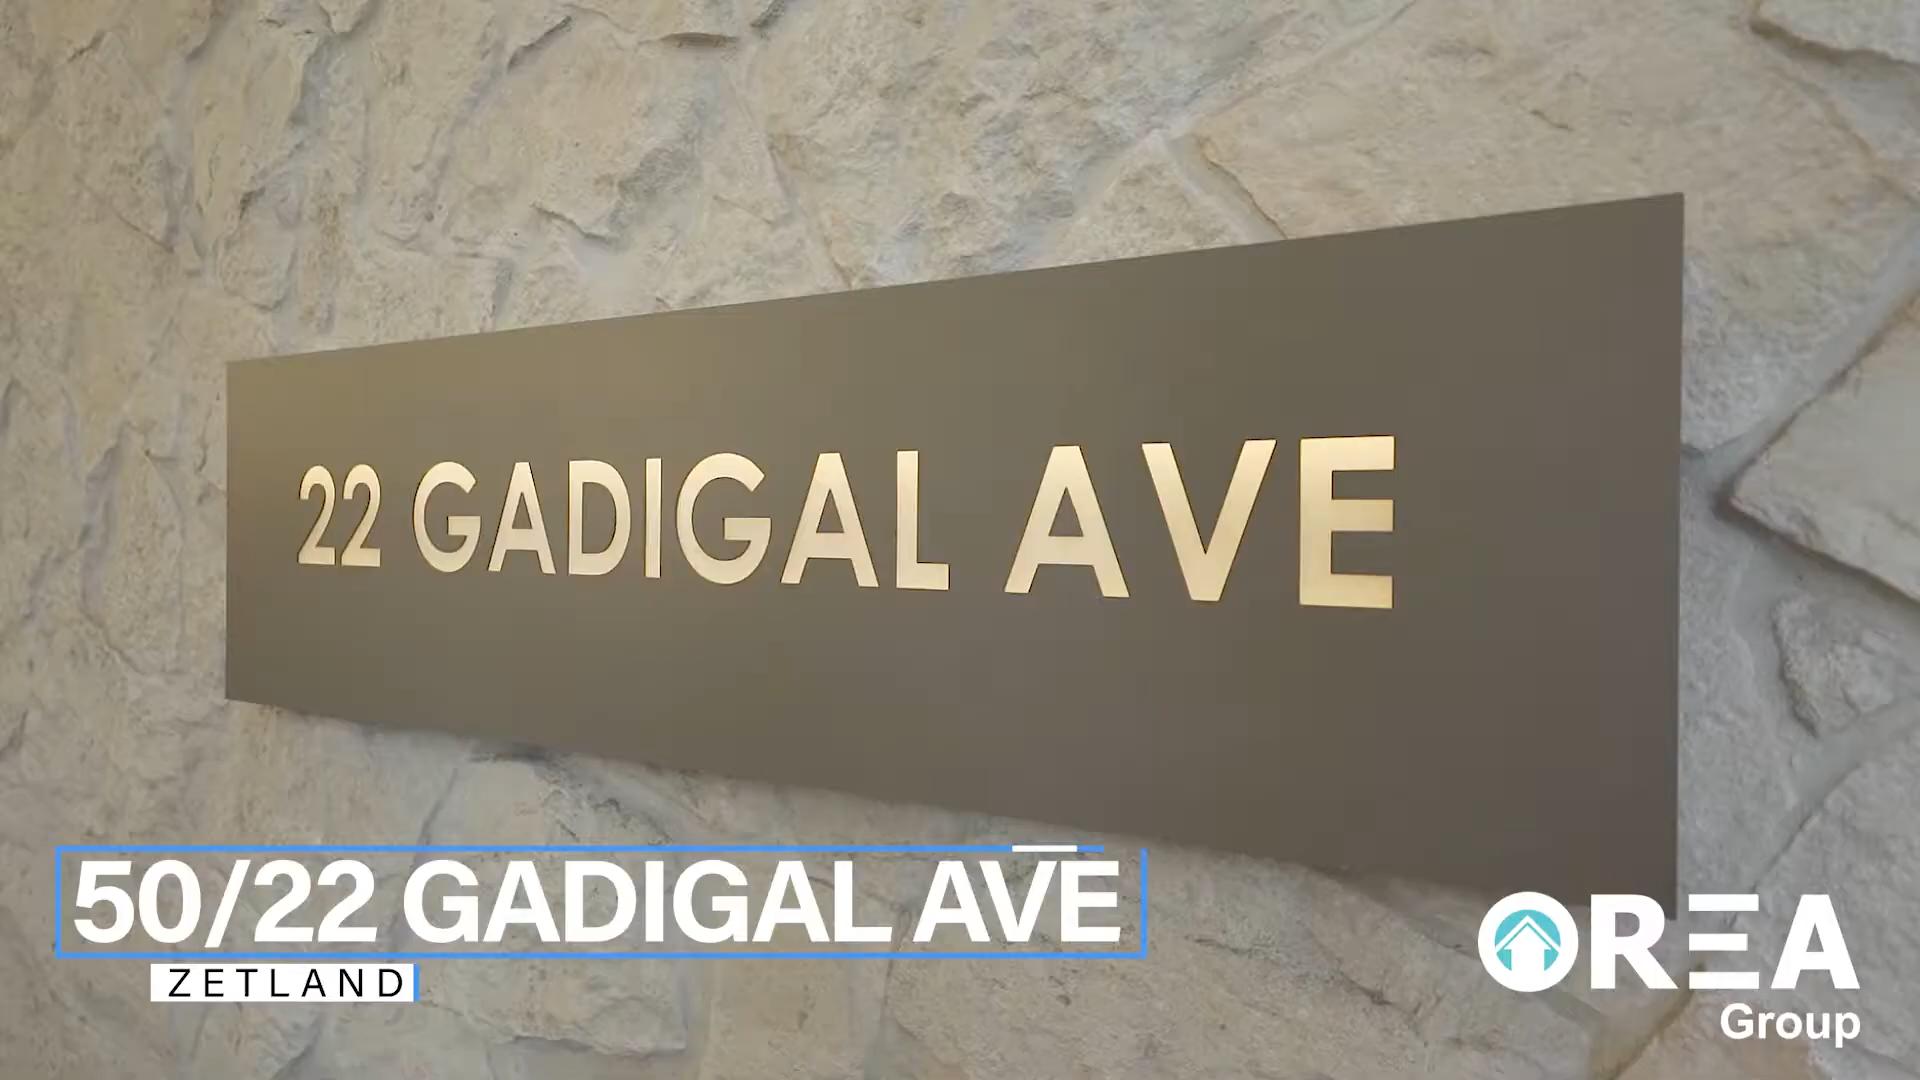 22 GADIGAL AVE
50/22 GADIGAL AVE
ZETLAND
OREA
Group